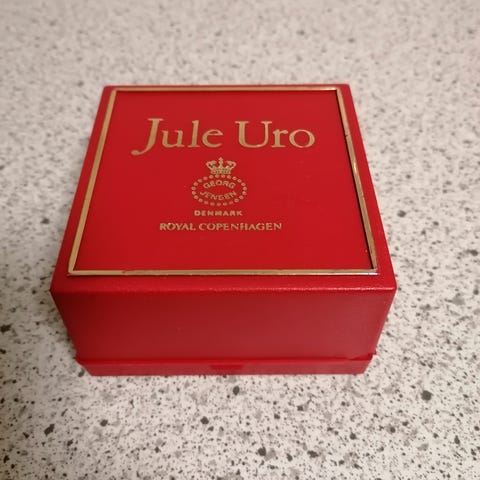 Jule Uro
GEORG
JENSEN
DENMARK
ROYAL COPENHAGEN